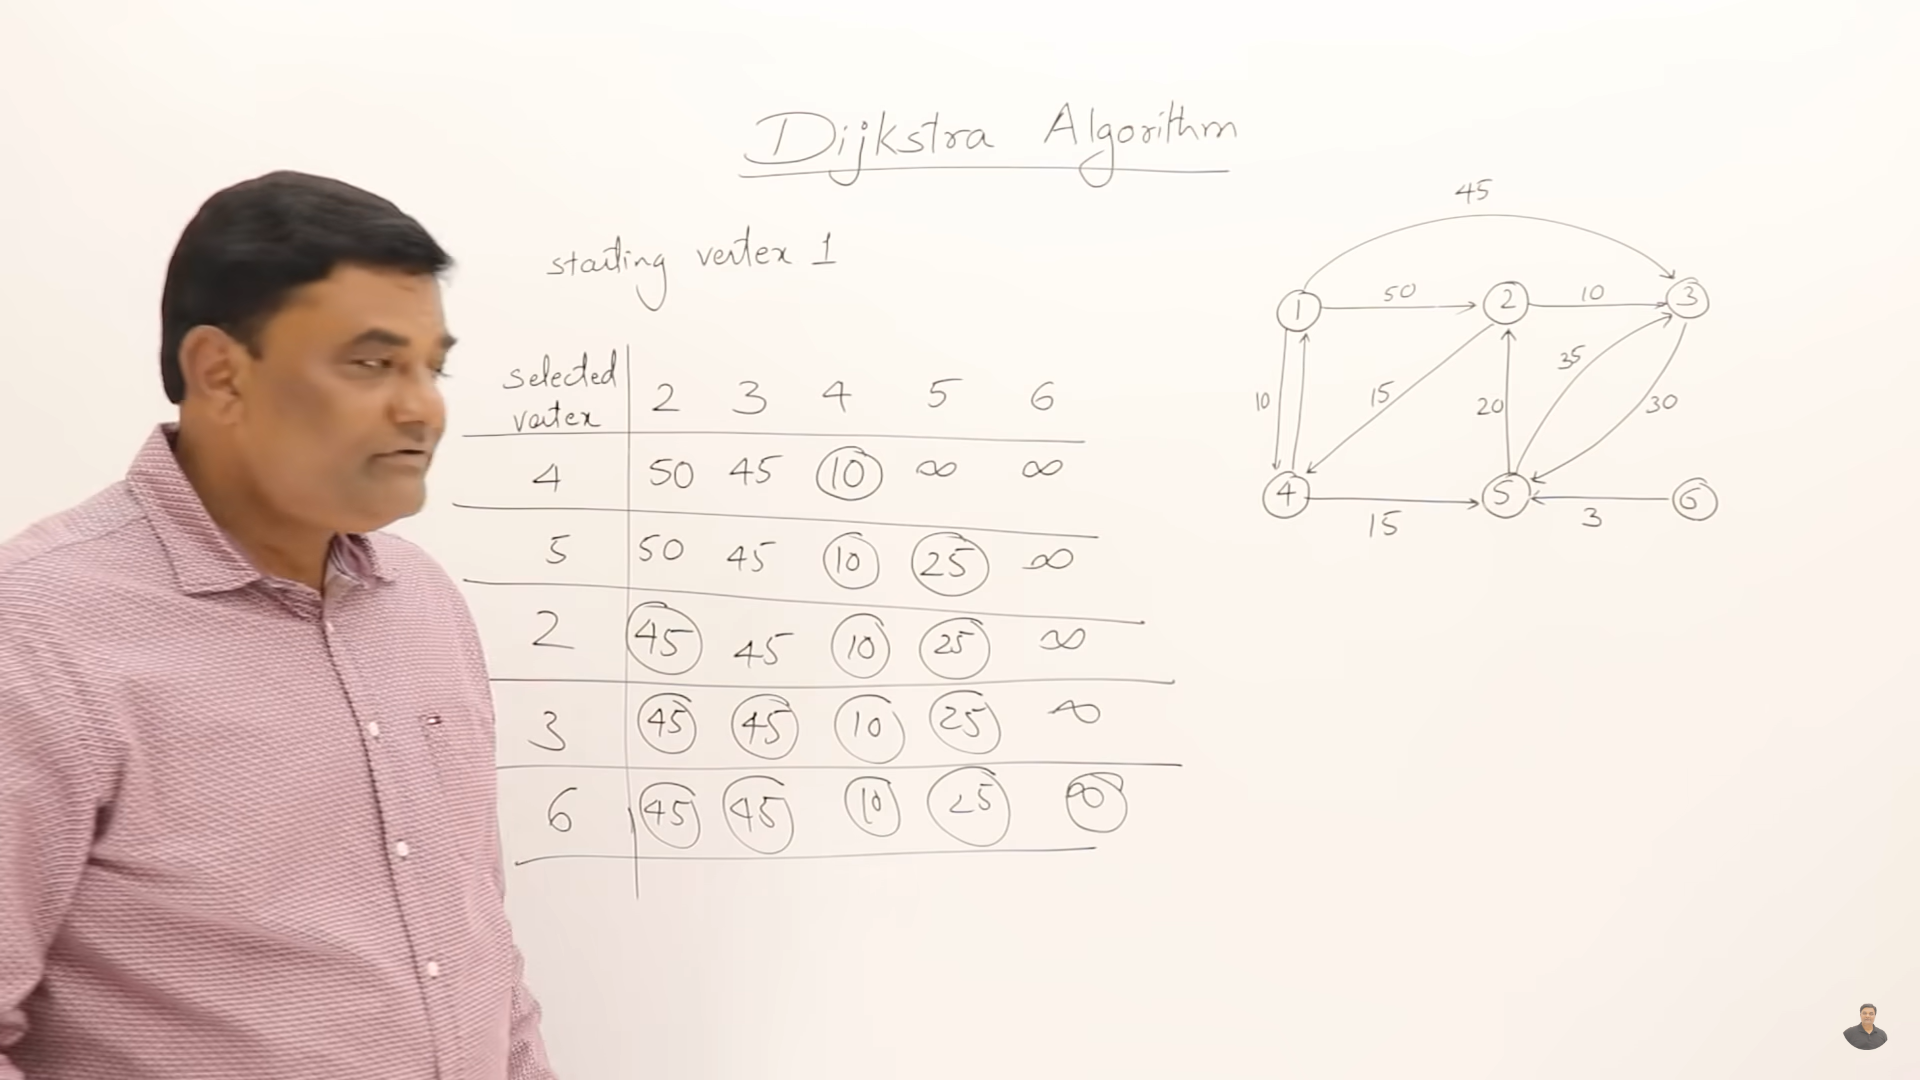 Dijkstra Algorithm
starting vertex 1
selected vertex 2 3 4 5 6
4 50 45 10 ∞ ∞
5 50 45 10 25 ∞
2 45 45 10 25 ∞
3 45 45 10 25 ∞
6 45 45 10 25 ∞
45
1 50 2 10 3
10 15 20 35 30
4 15 5 3 6